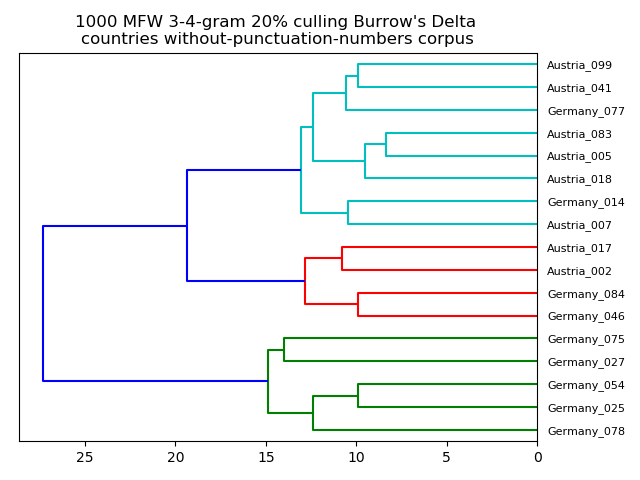 1000 MFW 3-4-gram 20% culling Burrow's Delta
countries without-punctuation-numbers corpus
Austria_099
Austria_041
Germany_077
Austria_083
Austria_005
Austria_018
Germany_014
Austria_007
Austria_017
Austria_002
Germany_084
Germany_046
Germany_075
Germany_027
Germany_054
Germany_025
Germany_078
25 20 15 10 5 0